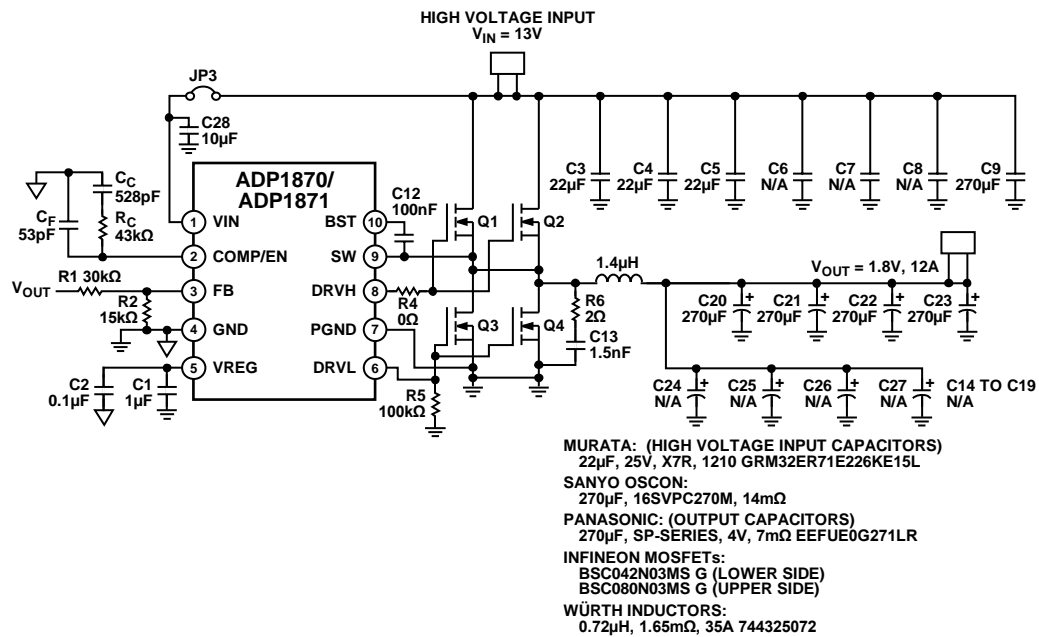 HIGH VOLTAGE INPUT
VIN = 13V
JP3
C28
10µF
C3
22µF
C4
22µF
C5
22µF
C6
N/A
C7
N/A
C8
N/A
C9
270µF
CC
528pF
CF
53pF
RC
43kΩ
ADP1870/
ADP1871
1 VIN
2 COMP/EN
3 FB
4 GND
5 VREG
BST 10
SW 9
DRVH 8
PGND 7
DRVL 6
C12
100nF
Q1
Q2
Q3
Q4
VOUT
R1 30kΩ
R2
15kΩ
R4
0Ω
C2
0.1µF
C1
1µF
R5
100kΩ
1.4µH
R6
2Ω
C13
1.5nF
VOUT = 1.8V, 12A
C20
270µF
+
C21
270µF
+
C22
270µF
+
C23
270µF
+
C24
N/A
+
C25
N/A
+
C26
N/A
+
C27
N/A
+
C14 TO C19
N/A
MURATA: (HIGH VOLTAGE INPUT CAPACITORS)
22µF, 25V, X7R, 1210 GRM32ER71E226KE15L
SANYO OSCON:
270µF, 16SVPC270M, 14mΩ
PANASONIC: (OUTPUT CAPACITORS)
270µF, SP-SERIES, 4V, 7mΩ EEFUE0G271LR
INFINEON MOSFETs:
BSC042N03MS G (LOWER SIDE)
BSC080N03MS G (UPPER SIDE)
WÜRTH INDUCTORS:
0.72µH, 1.65mΩ, 35A 744325072